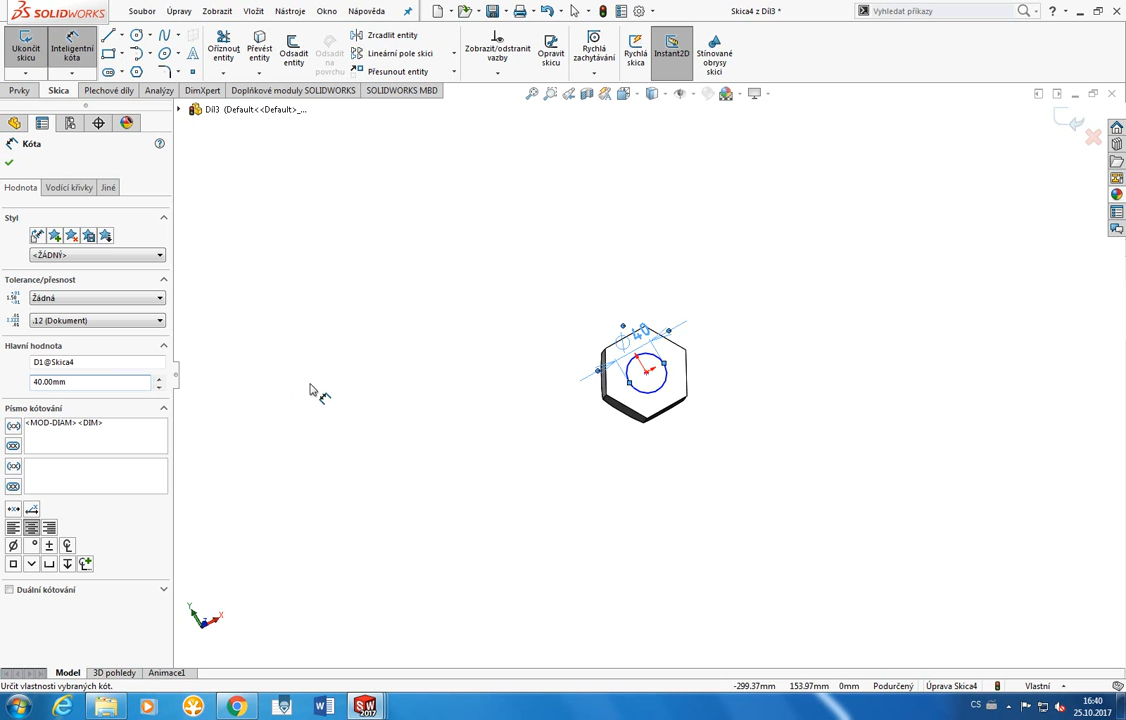 SOLIDWORKS
Soubor Úpravy Zobrazit Vložit Nástroje Okno Nápověda
Skica4 z Díl3 *
Vyhledat příkazy
Ukončit skicu
Inteligentní kóta
Oříznout entity
Převést entity
Odsadit entity
Odsadit na povrchu
Zrcadlit entity
Lineární pole skici
Přesunout entity
Zobrazit/odstranit vazby
Opravit skicu
Rychlá zachytávání
Rychlá skica
Instant2D
Stínované obrysy skici
Prvky Skica Plechové díly Analýzy DimXpert Doplňkové moduly SOLIDWORKS SOLIDWORKS MBD
Díl3 (Default<<Default>_...
Kóta
Hodnota Vodící křivky Jiné
Styl
<ŽÁDNÝ>
Tolerance/přesnost
Žádná
.12 (Dokument)
Hlavní hodnota
D1@Skica4
40.00mm
Písmo kótování
<MOD-DIAM><DIM>
Duální kótování
∅40
Y
X
Model 3D pohledy Animace1
Určit vlastnosti vybraných kót.
-299.37mm 153.97mm 0mm Podurčený Úprava Skica4 Vlastní
CS
16:40
25.10.2017